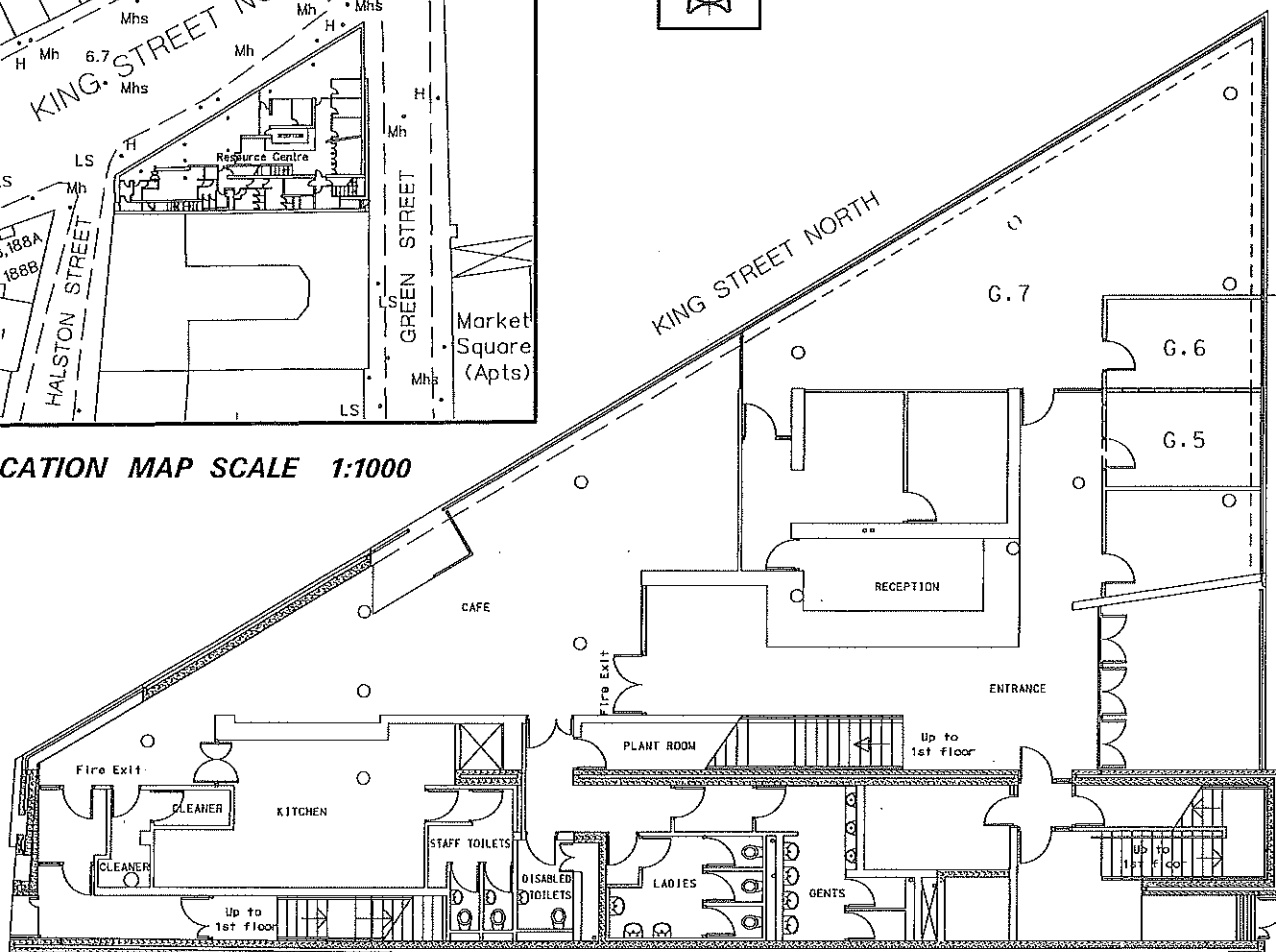 Mhs
Mh
Mhs
H
H
Mh
6.7
Mh
Mhs
KING STREET NO
H
Mh
H
LS
Resource Centre
LS
Mh
188A
188B
HALSTON STREET
GREEN STREET
LS
Market
Square
(Apts)
Mhs
LS
CATION MAP SCALE 1:1000
KING STREET NORTH
G.7
G.6
G.5
RECEPTION
CAFE
Fire Exit
ENTRANCE
PLANT ROOM
Up to
1st floor
Fire Exit
CLEANER
KITCHEN
STAFF TOILETS
CLEANER
DISABLED
TOILETS
LADIES
GENTS
Up to
1st floor
Up to
1st floor